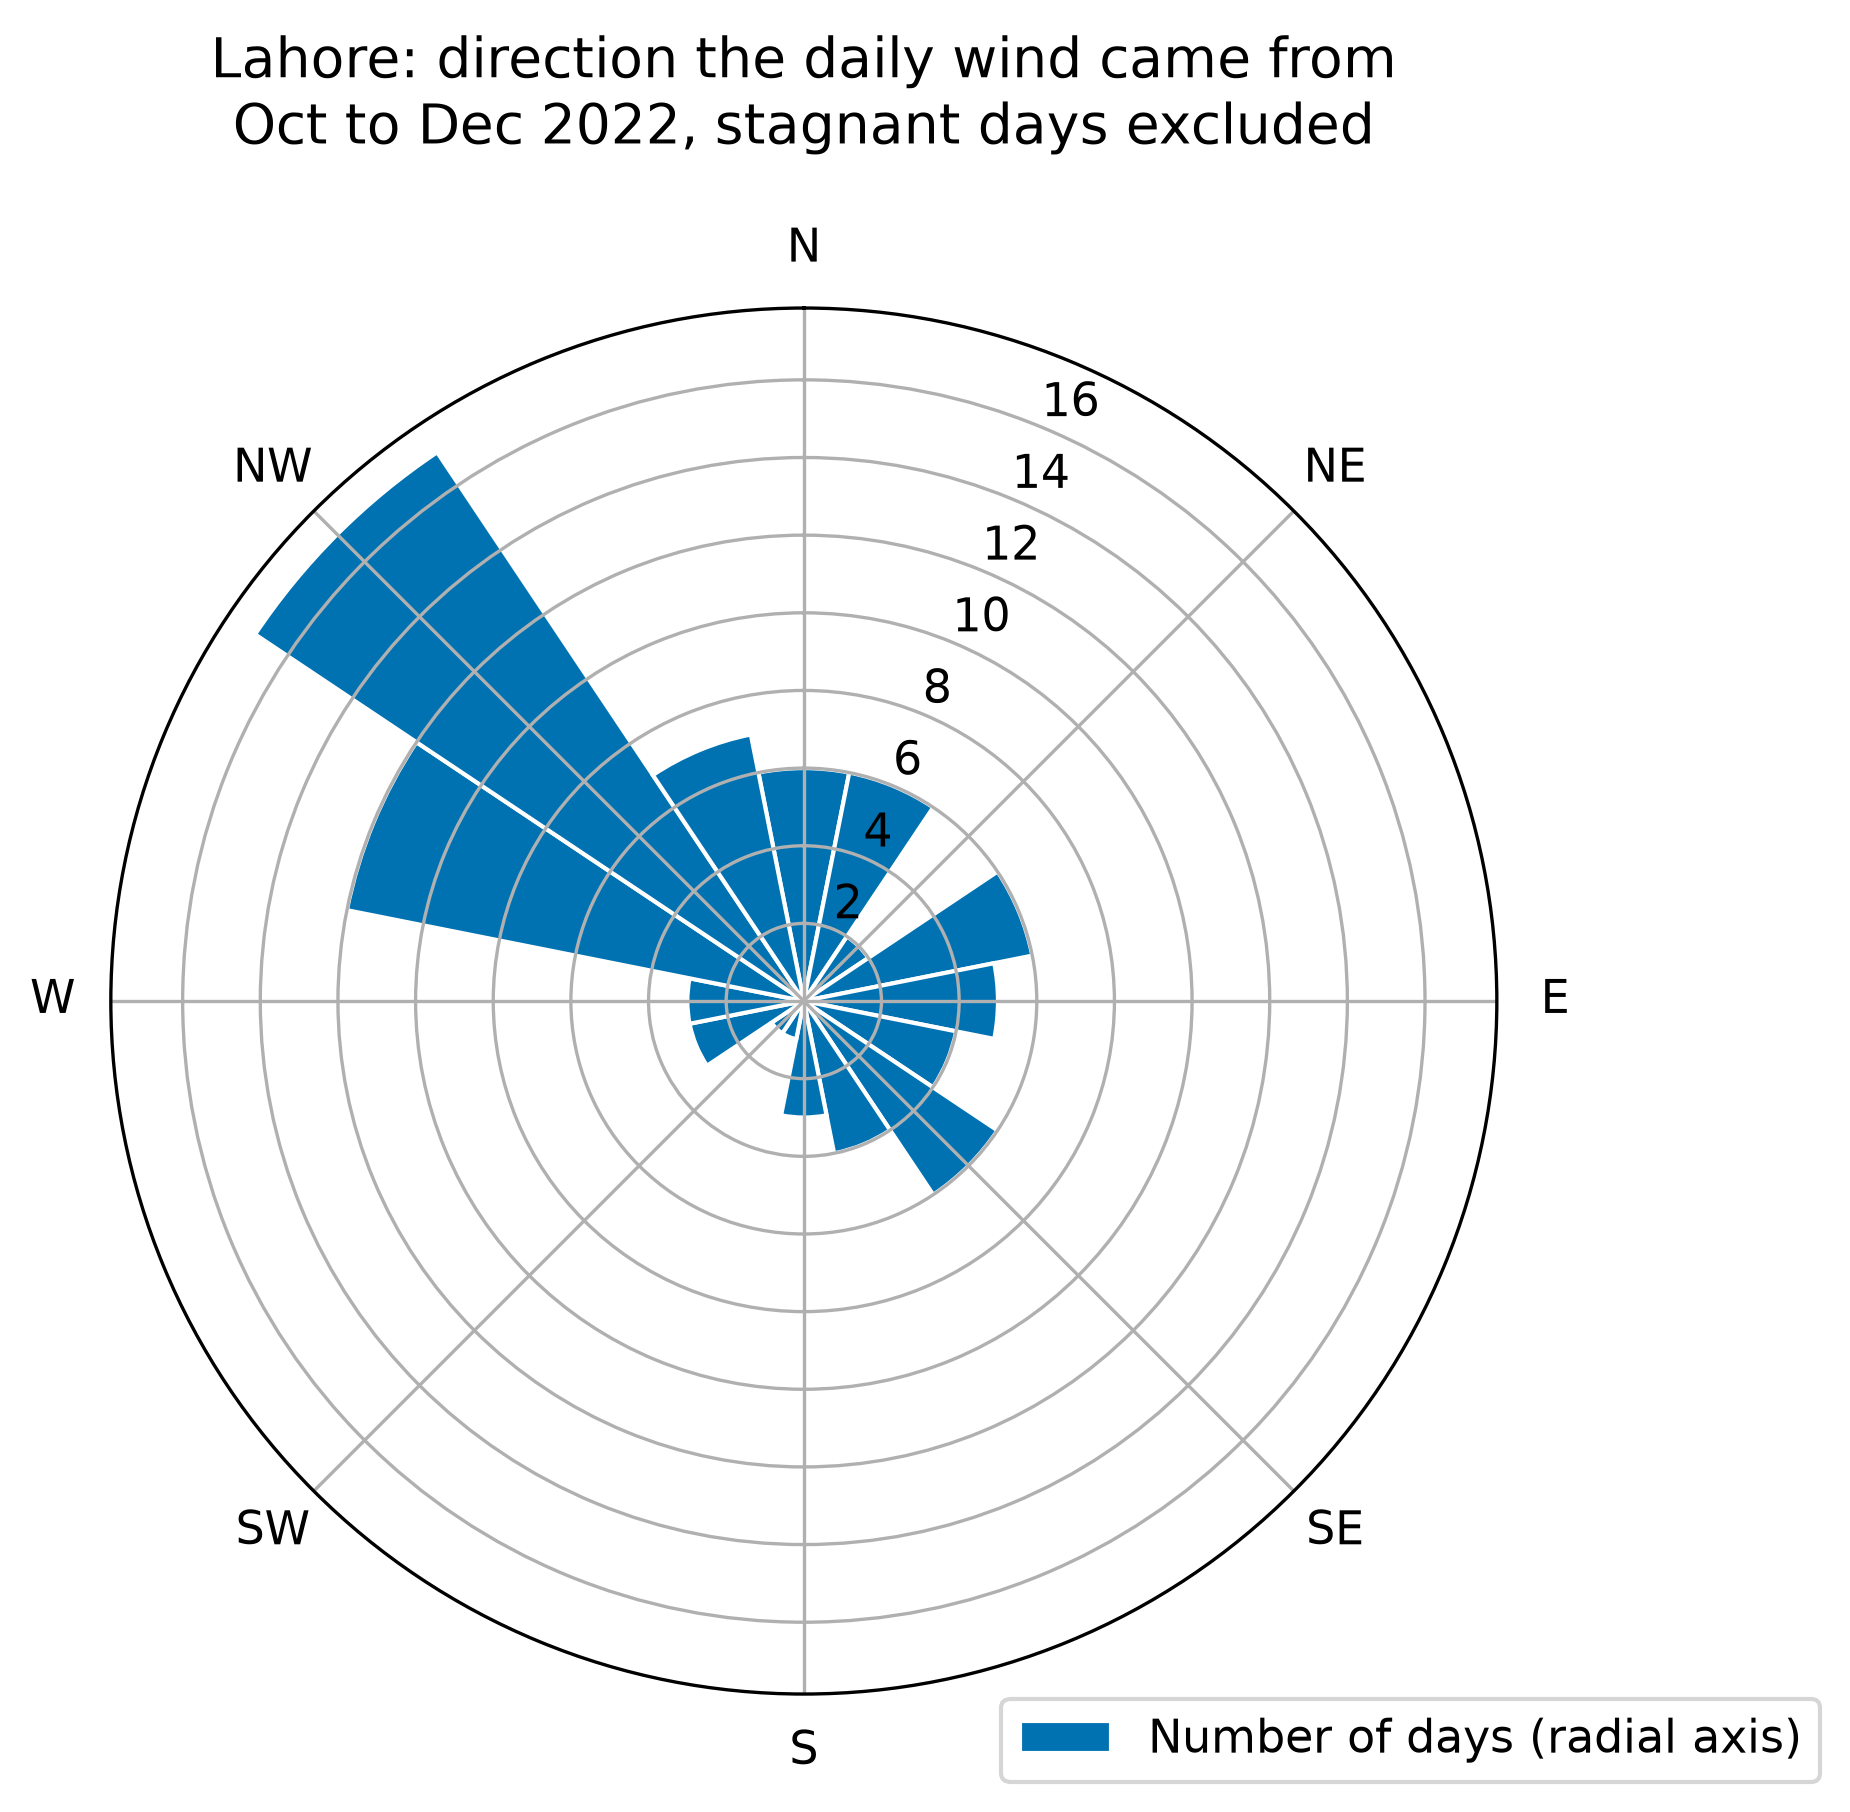 Lahore: direction the daily wind came from
Oct to Dec 2022, stagnant days excluded
N
16
NW
NE
14
12
10
8
6
4
2
W
E
SW
SE
S
Number of days (radial axis)